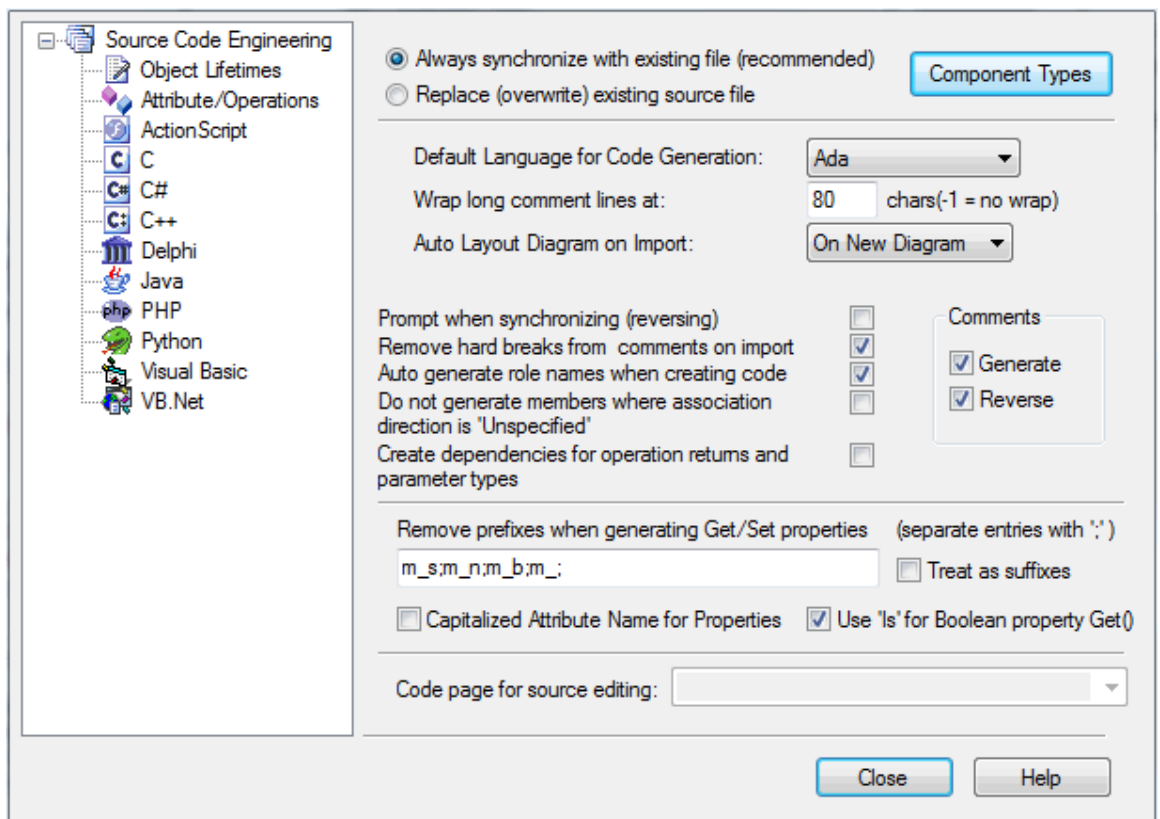 Source Code Engineering
Object Lifetimes
Attribute/Operations
ActionScript
C
C#
C++
Delphi
Java
php PHP
Python
Visual Basic
VB.Net
Always synchronize with existing file (recommended)
Replace (overwrite) existing source file
Component Types
Default Language for Code Generation: Ada
Wrap long comment lines at: 80 chars(-1 = no wrap)
Auto Layout Diagram on Import: On New Diagram
Prompt when synchronizing (reversing)
Remove hard breaks from comments on import
Auto generate role names when creating code
Do not generate members where association
direction is 'Unspecified'
Create dependencies for operation returns and
parameter types
Comments
Generate
Reverse
Remove prefixes when generating Get/Set properties (separate entries with ';' )
m_s;m_n;m_b;m_;
Treat as suffixes
Capitalized Attribute Name for Properties
Use 'Is' for Boolean property Get()
Code page for source editing:
Close
Help